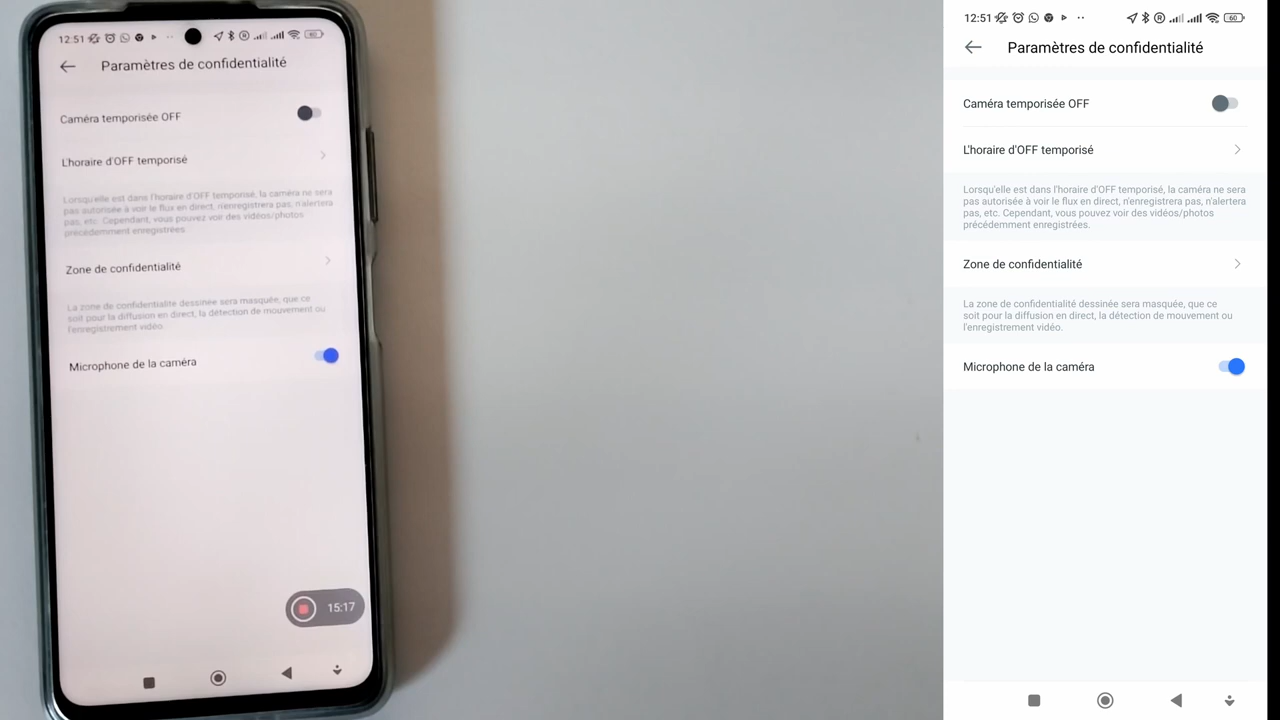 12:51
Paramètres de confidentialité
Caméra temporisée OFF
L'horaire d'OFF temporisé
Lorsqu'elle est dans l'horaire d'OFF temporisé, la caméra ne sera
pas autorisée à voir le flux en direct, n'enregistrera pas, n'alertera
pas, etc. Cependant, vous pouvez voir des vidéos/photos
précédemment enregistrées.
Zone de confidentialité
La zone de confidentialité dessinée sera masquée, que ce
soit pour la diffusion en direct, la détection de mouvement ou
l'enregistrement vidéo.
Microphone de la caméra
15:17
12:51
60
Paramètres de confidentialité
Caméra temporisée OFF
L'horaire d'OFF temporisé
Lorsqu'elle est dans l'horaire d'OFF temporisé, la caméra ne sera
pas autorisée à voir le flux en direct, n'enregistrera pas, n'alertera
pas, etc. Cependant, vous pouvez voir des vidéos/photos
précédemment enregistrées.
Zone de confidentialité
La zone de confidentialité dessinée sera masquée, que ce
soit pour la diffusion en direct, la détection de mouvement ou
l'enregistrement vidéo.
Microphone de la caméra